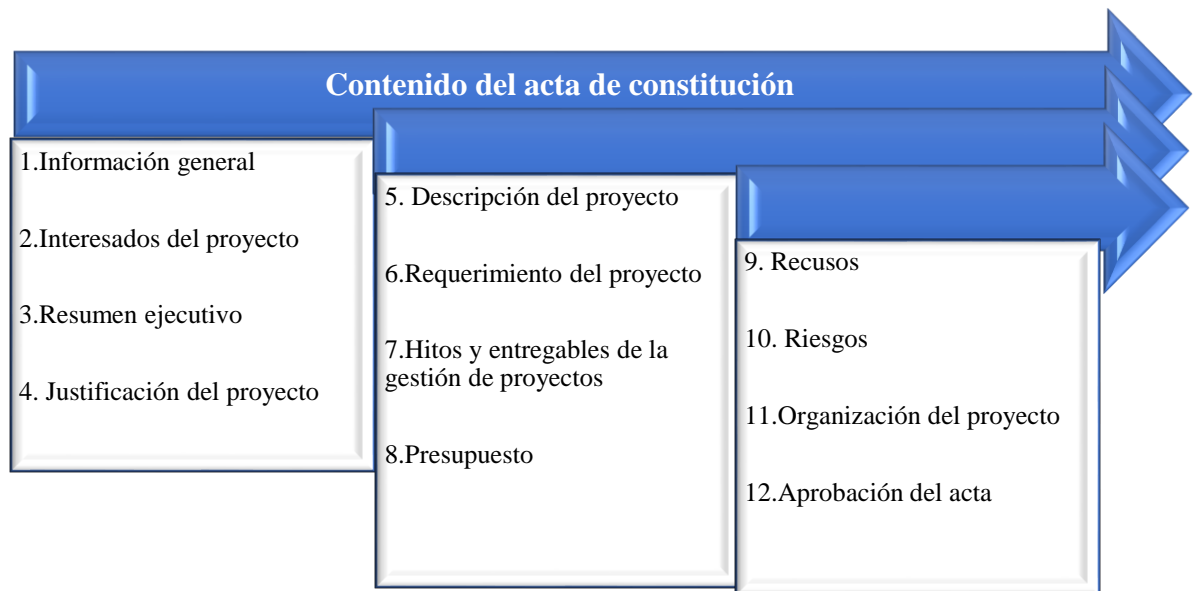 Contenido del acta de constitución
1.Información general
2.Interesados del proyecto
3.Resumen ejecutivo
4. Justificación del proyecto
5. Descripción del proyecto
6.Requerimiento del proyecto
7.Hitos y entregables de la
gestión de proyectos
8.Presupuesto
9. Recusos
10. Riesgos
11.Organización del proyecto
12.Aprobación del acta